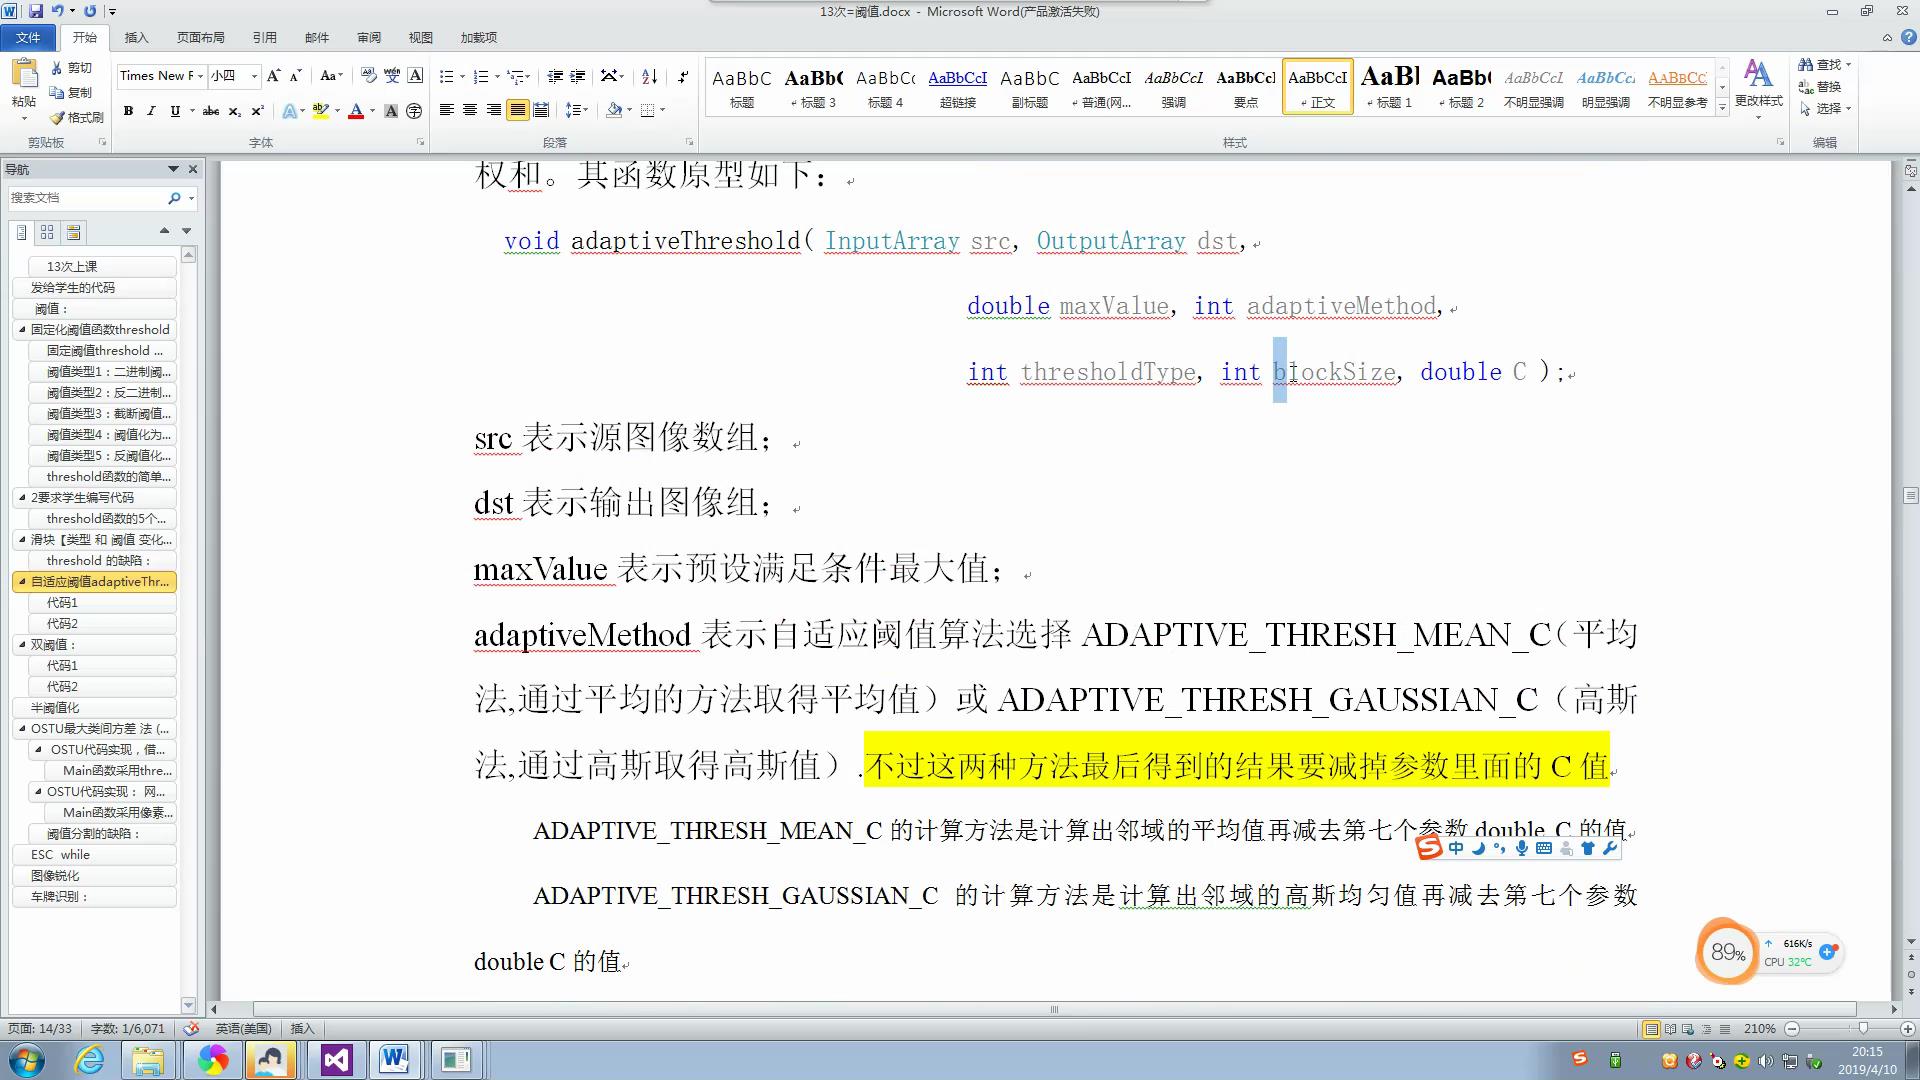 13次=阈值.docx - Microsoft Word(产品激活失败)
文件 开始 插入 页面布局 引用 邮件 审阅 视图 加载项
粘贴 剪切 复制 格式刷
Times New F 小四
AaBbC 标题 AaBb( 标题 3 AaBbCc 标题 4 AaBbCcI 超链接 AaBbC 副标题 AaBbCcI 普通(网... AaBbCcL 强调 AaBbCcl 要点 AaBbCcI 正文 AaBl 标题 1 AaBb( 标题 2 AaBbCcL 不明显强调 AaBbCcL 明显强调 AaBbCc 不明显参考
更改样式 查找 替换 选择
剪贴板 字体 段落 样式 编辑
导航
搜索文档
13次上课
发给学生的代码
阈值：
固定化阈值函数threshold
固定阈值threshold ...
阈值类型1：二进制阈...
阈值类型2：反二进制...
阈值类型3：截断阈值...
阈值类型4：阈值化为...
阈值类型5：反阈值化...
threshold函数的简单...
2要求学生编写代码
threshold函数的5个...
滑块【类型 和 阈值 变化...
threshold 的缺陷：
自适应阈值adaptiveThr...
代码1
代码2
双阈值：
代码1
代码2
半阈值化
OSTU最大类间方差 法 (...
OSTU代码实现，借...
Main函数采用thre...
OSTU代码实现： 网...
Main函数采用像素...
阈值分割的缺陷：
ESC while
图像锐化
车牌识别：
权和。其函数原型如下：
void adaptiveThreshold( InputArray src, OutputArray dst,
double maxValue, int adaptiveMethod,
int thresholdType, int blockSize, double C );
src 表示源图像数组；
dst 表示输出图像组；
maxValue 表示预设满足条件最大值；
adaptiveMethod 表示自适应阈值算法选择 ADAPTIVE_THRESH_MEAN_C（平均
法,通过平均的方法取得平均值）或 ADAPTIVE_THRESH_GAUSSIAN_C（高斯
法,通过高斯取得高斯值）.不过这两种方法最后得到的结果要减掉参数里面的 C 值
ADAPTIVE_THRESH_MEAN_C 的计算方法是计算出邻域的平均值再减去第七个参数 double C 的值
中
ADAPTIVE_THRESH_GAUSSIAN_C 的计算方法是计算出邻域的高斯均匀值再减去第七个参数
double C 的值
89% 616K/s
CPU 32℃
页面: 14/33 字数: 1/6,071 英语(美国) 插入 210%
20:15
2019/4/10